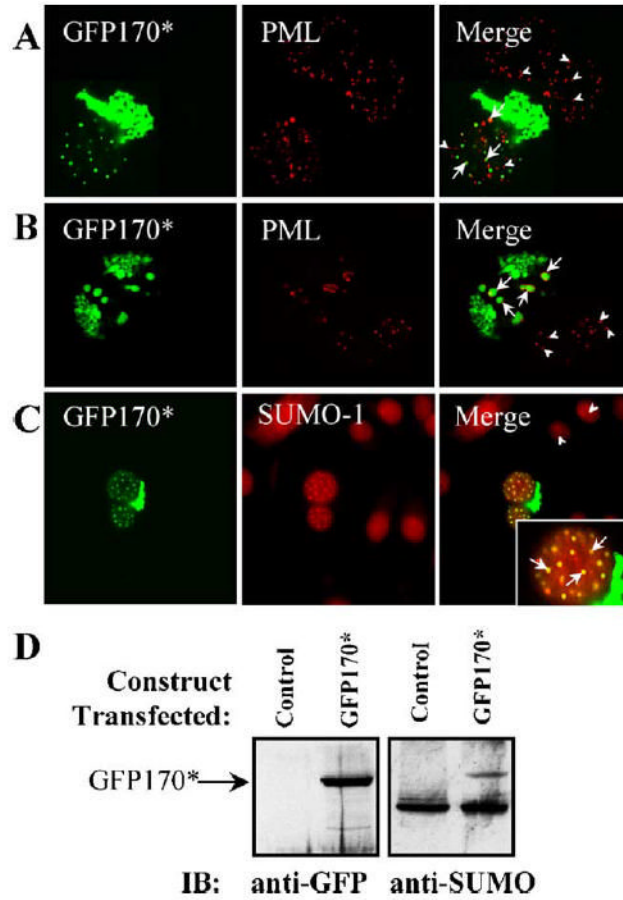 A
GFP170*
PML
Merge
B
GFP170*
PML
Merge
C
GFP170*
SUMO-1
Merge
D
Construct
Transfected:
Control
GFP170*
Control
GFP170*
GFP170*
IB: anti-GFP anti-SUMO